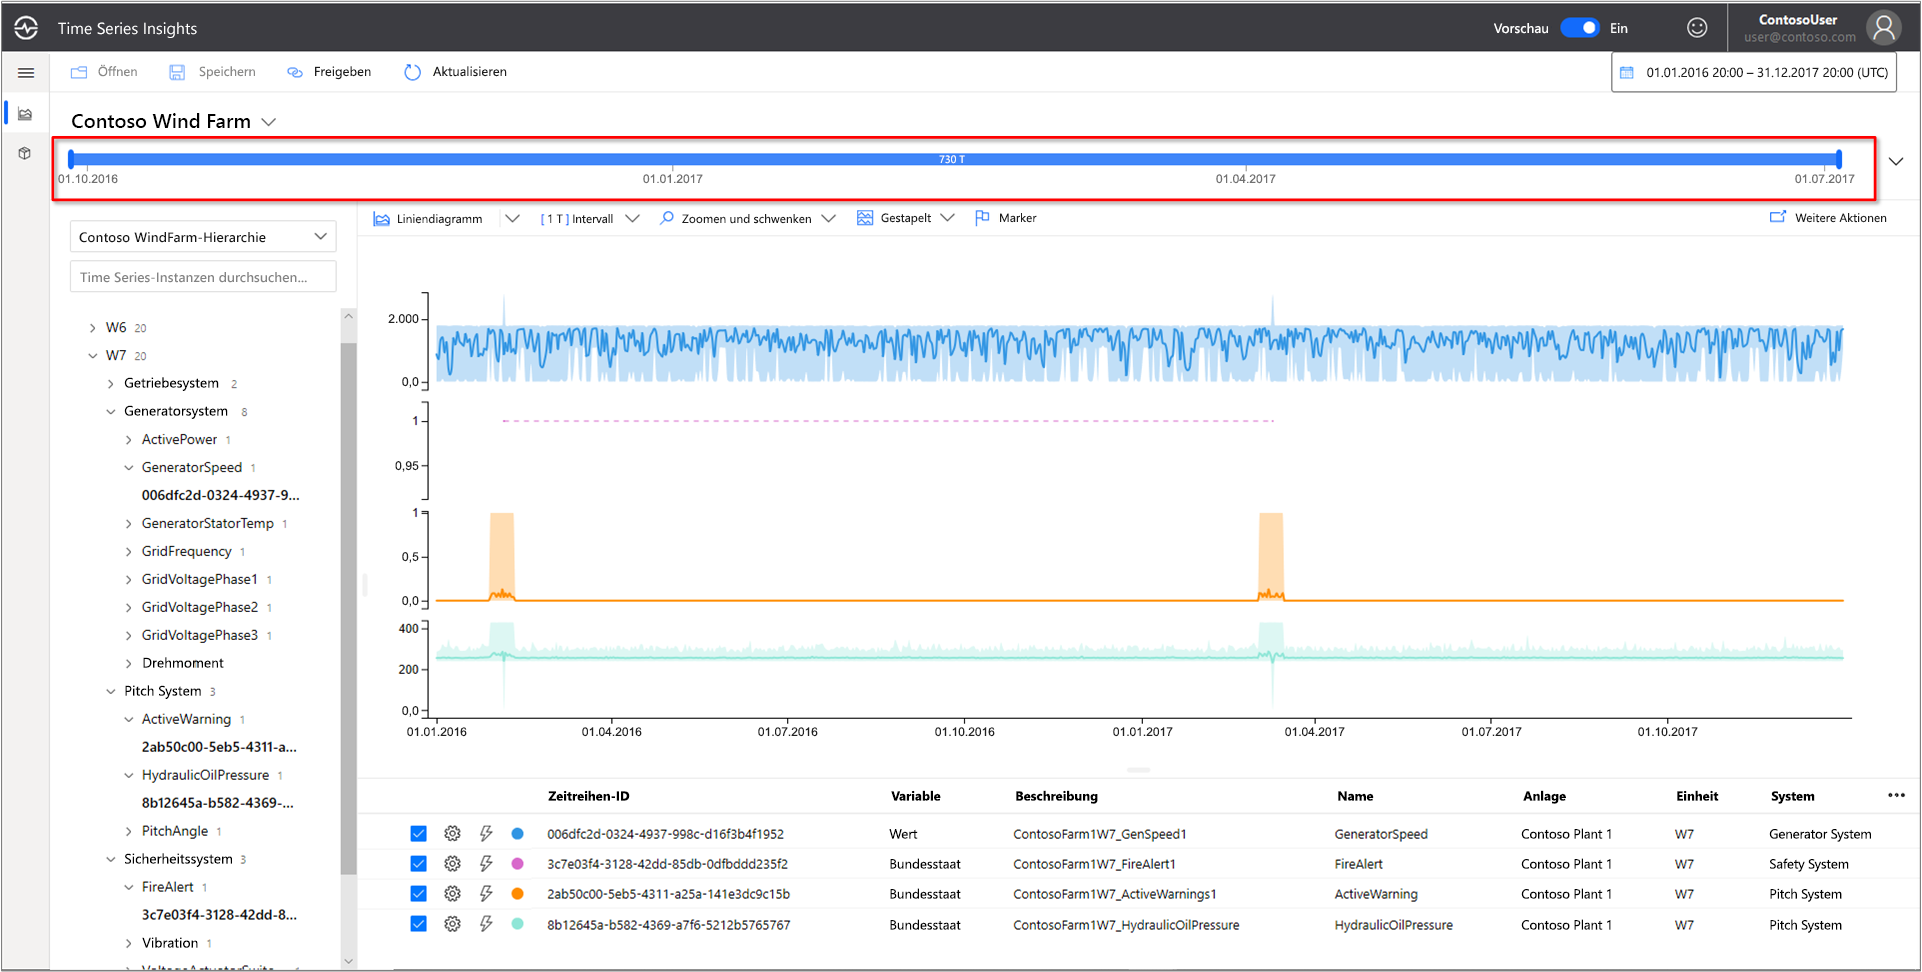 Time Series Insights
Vorschau Ein
ContosoUser
user@contoso.com
Öffnen Speichern Freigeben Aktualisieren
01.01.2016 20:00 – 31.12.2017 20:00 (UTC)
Contoso Wind Farm
730 T
01.10.2016 01.01.2017 01.04.2017 01.07.2017
Contoso WindFarm-Hierarchie
Time Series-Instanzen durchsuchen...
W6 20
W7 20
Getriebesystem 2
Generatorsystem 8
ActivePower 1
GeneratorSpeed 1
006dfc2d-0324-4937-9...
GeneratorStatorTemp 1
GridFrequency 1
GridVoltagePhase1 1
GridVoltagePhase2 1
GridVoltagePhase3 1
Drehmoment
Pitch System 3
ActiveWarning 1
2ab50c00-5eb5-4311-a...
HydraulicOilPressure 1
8b12645a-b582-4369-...
PitchAngle 1
Sicherheitssystem 3
FireAlert 1
3c7e03f4-3128-42dd-8...
Vibration 1
Liniendiagramm [ 1 T ] Intervall Zoomen und schwenken Gestapelt Marker Weitere Aktionen
2.000
0,0
1
0,95
1
0,5
0,0
400
200
0,0
01.01.2016 01.04.2016 01.07.2016 01.10.2016 01.01.2017 01.04.2017 01.07.2017 01.10.2017
Zeitreihen-ID Variable Beschreibung Name Anlage Einheit System
006dfc2d-0324-4937-998c-d16f3b4f1952 Wert ContosoFarm1W7_GenSpeed1 GeneratorSpeed Contoso Plant 1 W7 Generator System
3c7e03f4-3128-42dd-85db-0dfbddd235f2 Bundesstaat ContosoFarm1W7_FireAlert1 FireAlert Contoso Plant 1 W7 Safety System
2ab50c00-5eb5-4311-a25a-141e3dc9c15b Bundesstaat ContosoFarm1W7_ActiveWarnings1 ActiveWarning Contoso Plant 1 W7 Pitch System
8b12645a-b582-4369-a7f6-5212b5765767 Bundesstaat ContosoFarm1W7_HydraulicOilPressure HydraulicOilPressure Contoso Plant 1 W7 Pitch System